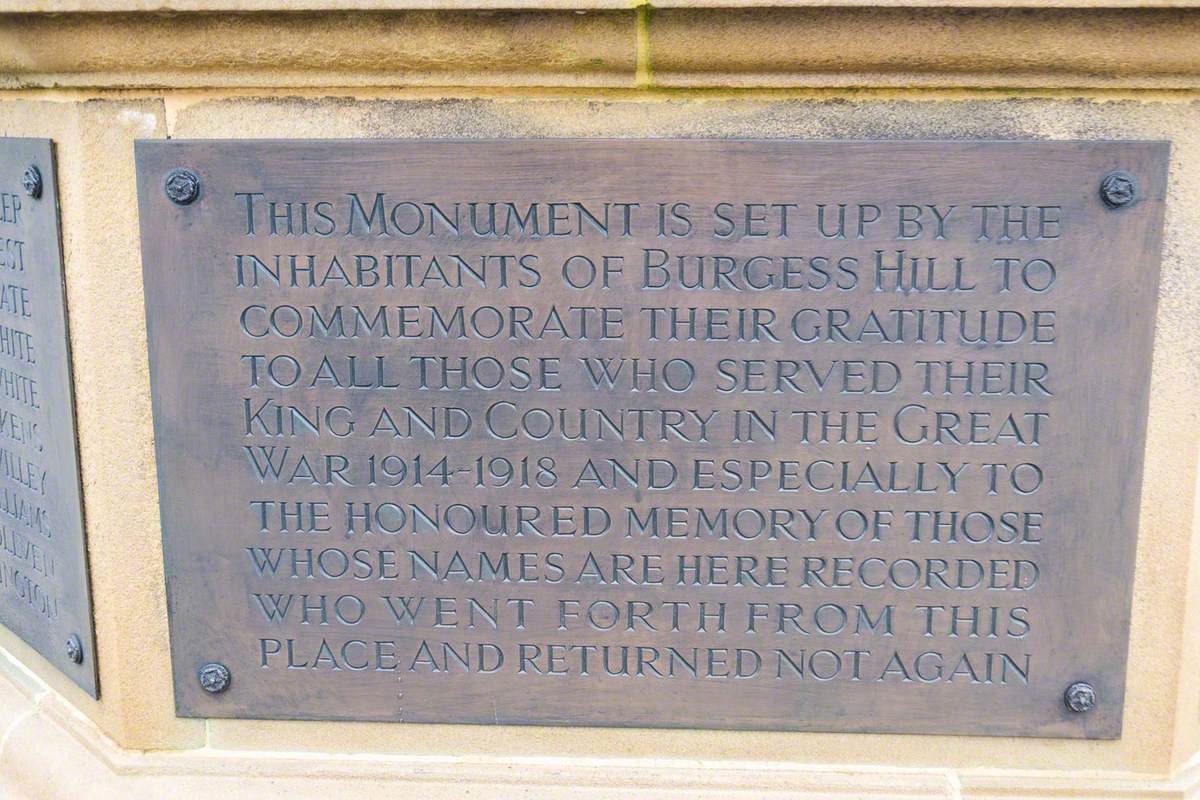 THIS MONUMENT IS SET UP BY THE
INHABITANTS OF BURGESS HILL TO
COMMEMORATE THEIR GRATITUDE
TO ALL THOSE WHO SERVED THEIR
KING AND COUNTRY IN THE GREAT
WAR 1914-1918 AND ESPECIALLY TO
THE HONOURED MEMORY OF THOSE
WHOSE NAMES ARE HERE RECORDED
WHO WENT FORTH FROM THIS
PLACE AND RETURNED NOT AGAIN